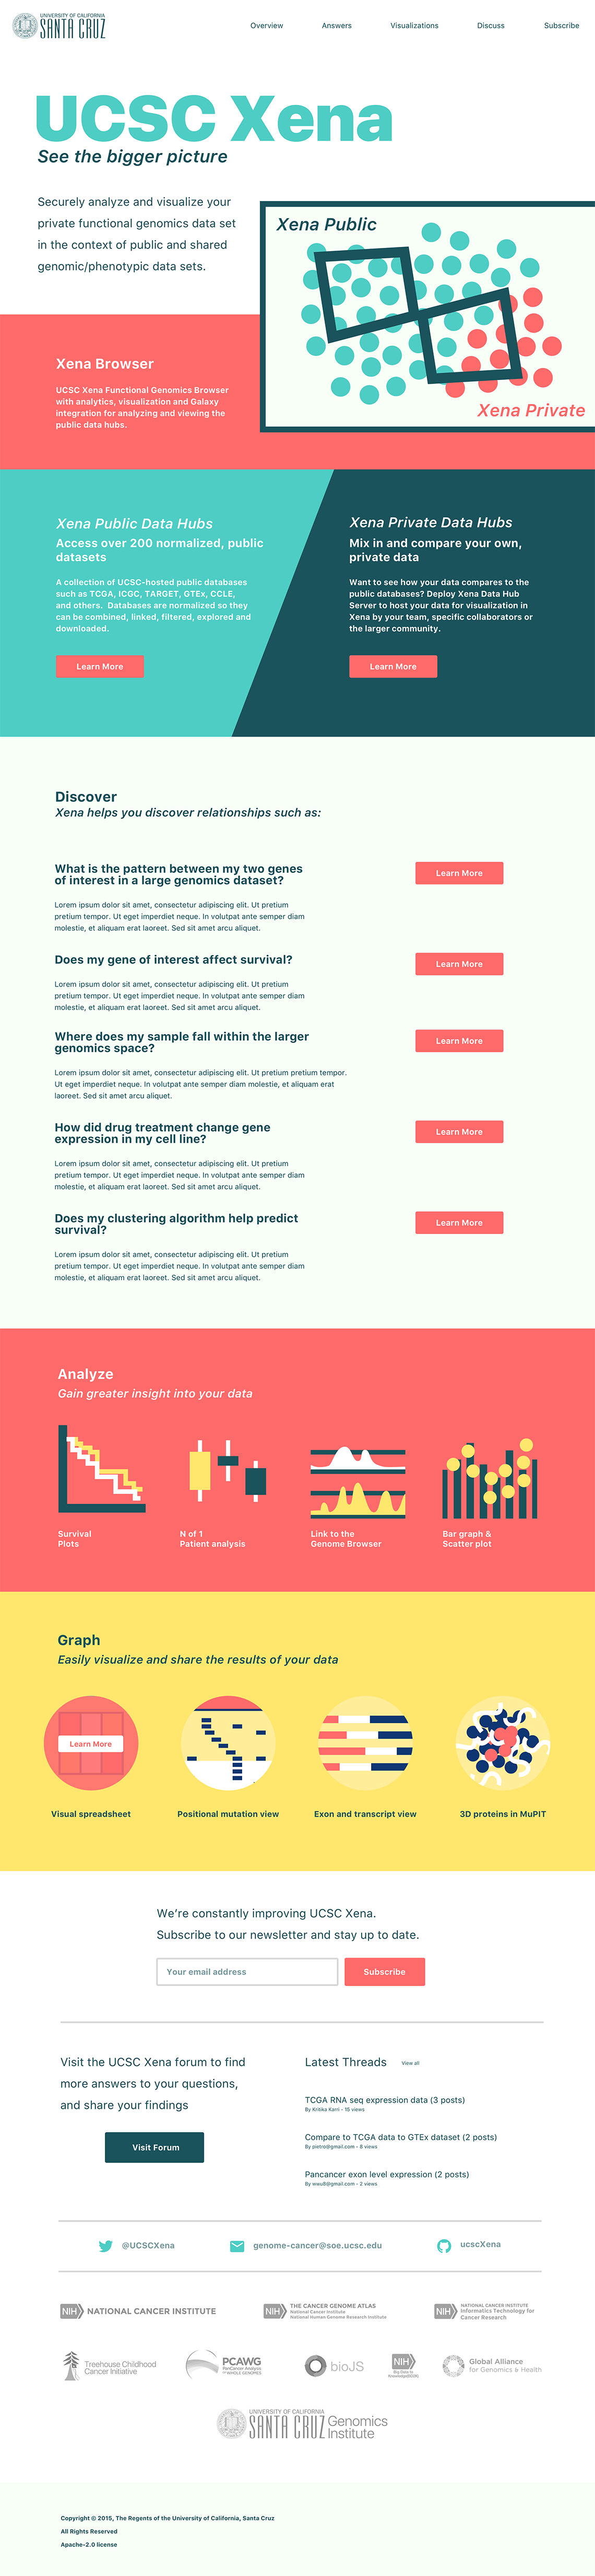 UNIVERSITY OF CALIFORNIA
SANTA CRUZ
Overview
Answers
Visualizations
Discuss
Subscribe
UCSC Xena
See the bigger picture
Securely analyze and visualize your
private functional genomics data set
in the context of public and shared
genomic/phenotypic data sets.
Xena Public
Xena Private
Xena Browser
UCSC Xena Functional Genomics Browser
with analytics, visualization and Galaxy
integration for analyzing and viewing the
public data hubs.
Xena Public Data Hubs
Access over 200 normalized, public
datasets
A collection of UCSC-hosted public databases
such as TCGA, ICGC, TARGET, GTEx, CCLE,
and others. Databases are normalized so they
can be combined, linked, filtered, explored and
downloaded.
Learn More
Xena Private Data Hubs
Mix in and compare your own,
private data
Want to see how your data compares to the
public databases? Deploy Xena Data Hub
Server to host your data for visualization in
Xena by your team, specific collaborators or
the larger community.
Learn More
Discover
Xena helps you discover relationships such as:
What is the pattern between my two genes
of interest in a large genomics dataset?
Lorem ipsum dolor sit amet, consectetur adipiscing elit. Ut pretium
pretium tempor. Ut eget imperdiet neque. In volutpat ante semper diam
molestie, et aliquam erat laoreet. Sed sit amet arcu aliquet.
Learn More
Does my gene of interest affect survival?
Lorem ipsum dolor sit amet, consectetur adipiscing elit. Ut pretium
pretium tempor. Ut eget imperdiet neque. In volutpat ante semper diam
molestie, et aliquam erat laoreet. Sed sit amet arcu aliquet.
Learn More
Where does my sample fall within the larger
genomics space?
Lorem ipsum dolor sit amet, consectetur adipiscing elit. Ut pretium pretium tempor.
Ut eget imperdiet neque. In volutpat ante semper diam molestie, et aliquam erat
laoreet. Sed sit amet arcu aliquet.
Learn More
How did drug treatment change gene
expression in my cell line?
Lorem ipsum dolor sit amet, consectetur adipiscing elit. Ut pretium
pretium tempor. Ut eget imperdiet neque. In volutpat ante semper diam
molestie, et aliquam erat laoreet. Sed sit amet arcu aliquet.
Learn More
Does my clustering algorithm help predict
survival?
Lorem ipsum dolor sit amet, consectetur adipiscing elit. Ut pretium
pretium tempor. Ut eget imperdiet neque. In volutpat ante semper diam
molestie, et aliquam erat laoreet. Sed sit amet arcu aliquet.
Learn More
Analyze
Gain greater insight into your data
Survival
Plots
N of 1
Patient analysis
Link to the
Genome Browser
Bar graph &
Scatter plot
Graph
Easily visualize and share the results of your data
Learn More
Visual spreadsheet
Positional mutation view
Exon and transcript view
3D proteins in MuPIT
We're constantly improving UCSC Xena.
Subscribe to our newsletter and stay up to date.
Your email address
Subscribe
Visit the UCSC Xena forum to find
more answers to your questions,
and share your findings
Visit Forum
Latest Threads
View all
TCGA RNA seq expression data (3 posts)
By Kritika Karri - 16 views
Compare to TCGA data to GTEx dataset (2 posts)
By pietro@gmail.com - 8 views
Pancancer exon level expression (2 posts)
By wwu8@gmail.com - 2 views
@UCSCXena
genome-cancer@soe.ucsc.edu
ucscXena
NIH NATIONAL CANCER INSTITUTE
NIH THE CANCER GENOME ATLAS
National Cancer Institute
National Human Genome Research Institute
NIH NATIONAL CANCER INSTITUTE
Informatics Technology for
Cancer Research
Treehouse Childhood
Cancer Initiative
PCAWG
PanCancer Analysis
OF WHOLE GENOMES
bioJS
NIH
Big Data to
Knowledge(BD2K)
Global Alliance
for Genomics & Health
UNIVERSITY OF CALIFORNIA
SANTA CRUZ Genomics
Institute
Copyright © 2015, The Regents of the University of California, Santa Cruz
All Rights Reserved
Apache-2.0 license